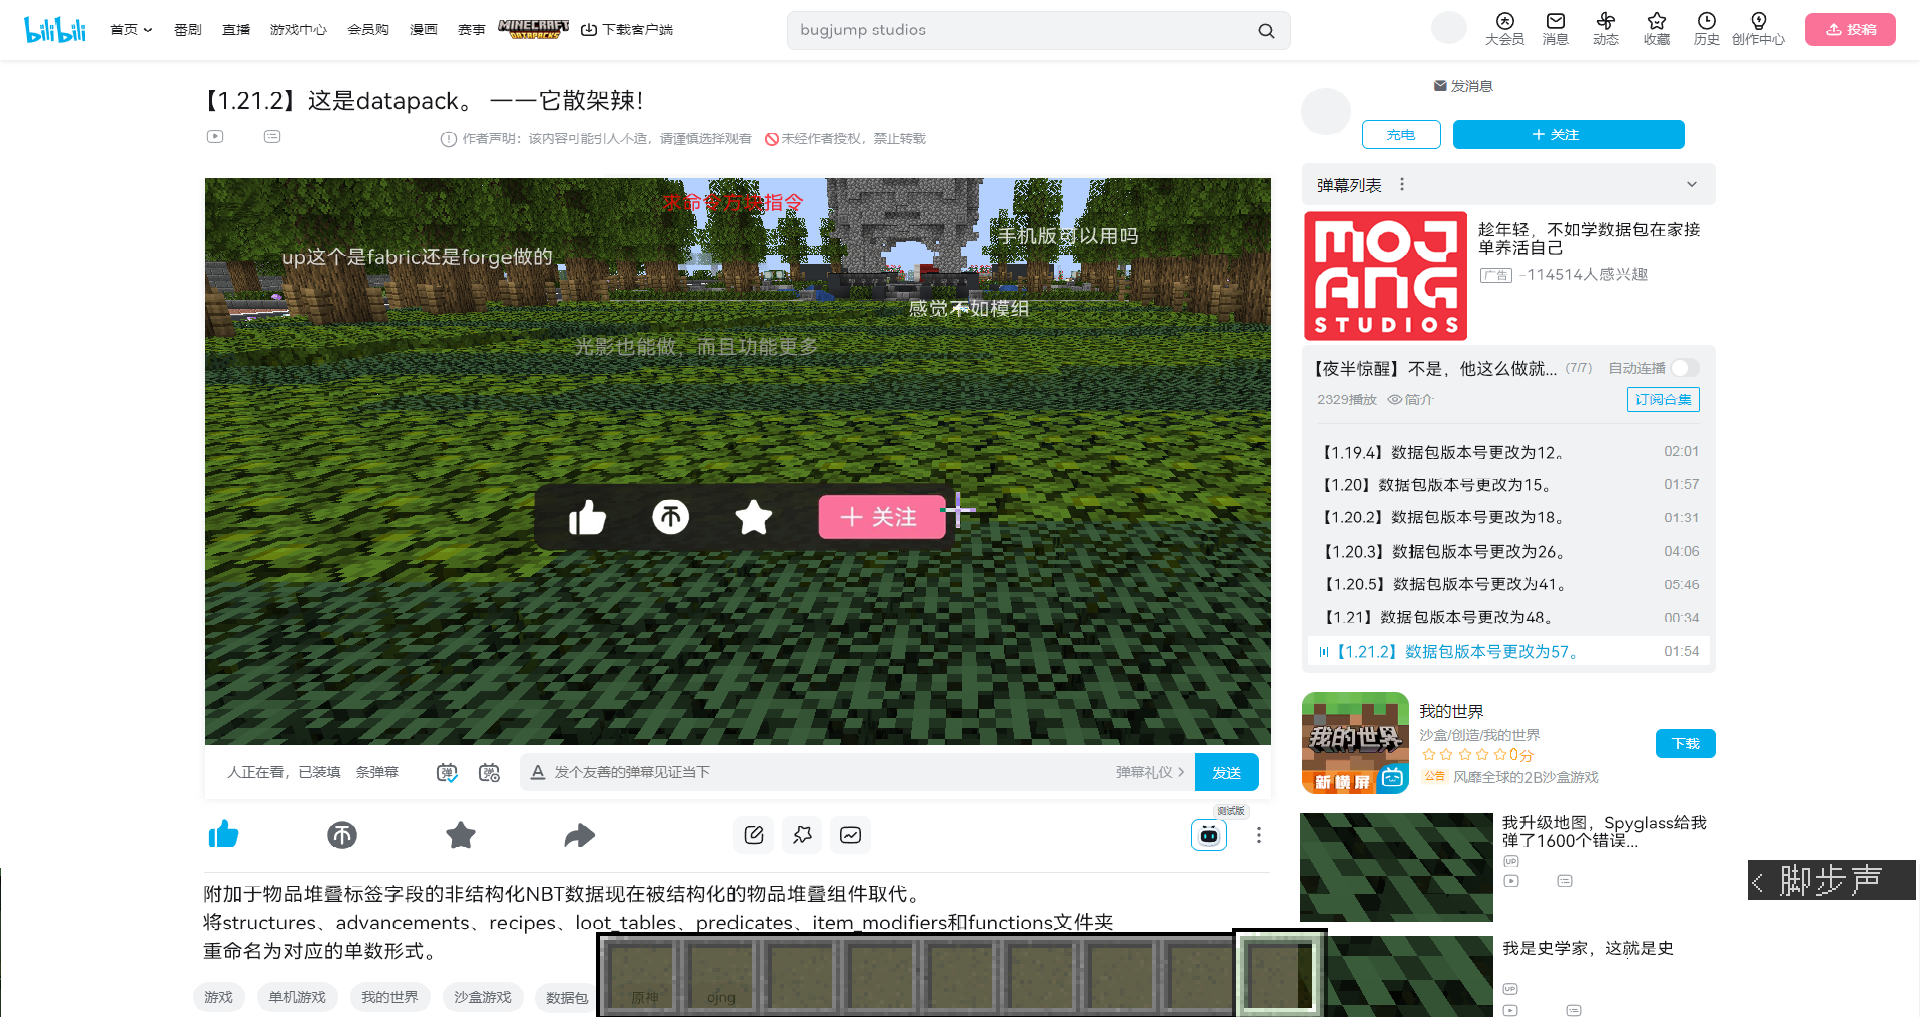 bilibili 首页 番剧 直播 游戏中心 会员购 漫画 赛事 MINECRAFT DATAPACKS 下载客户端 bugjump studios 大会员 消息 动态 收藏 历史 创作中心 投稿
【1.21.2】这是datapack。 一一它散架辣！
作者声明：该内容可能引人不适，请谨慎选择观看 未经作者授权，禁止转载
求命令方块指令
手机版可以用吗
up这个是fabric还是forge做的
感觉不如模组
光影也能做，而且功能更多
关注
人正在看，已装填 条弹幕 弹 弹 A 发个友善的弹幕见证当下 弹幕礼仪 发送
测试版
附加于物品堆叠标签字段的非结构化NBT数据现在被结构化的物品堆叠组件取代。
将structures、advancements、recipes、loot_tables、predicates、item_modifiers和functions文件夹
重命名为对应的单数形式。
游戏 单机游戏 我的世界 沙盒游戏 数据包 原神 ojng
发消息
充电 + 关注
弹幕列表
MOJANG STUDIOS
趁年轻，不如学数据包在家接
单养活自己
广告 -114514人感兴趣
【夜半惊醒】不是，他这么做就... (7/7) 自动连播
2329播放 简介 订阅合集
【1.19.4】数据包版本号更改为12。 02:01
【1.20】数据包版本号更改为15。 01:57
【1.20.2】数据包版本号更改为18。 01:31
【1.20.3】数据包版本号更改为26。 04:06
【1.20.5】数据包版本号更改为41。 05:46
【1.21】数据包版本号更改为48。 00:34
【1.21.2】数据包版本号更改为57。 01:54
我的世界
新横屏
我的世界
沙盒/创造/我的世界
0分
公告 风靡全球的2B沙盒游戏
下载
我升级地图，Spyglass给我
弹了1600个错误...
UP
< 脚步声
我是史学家，这就是史
UP